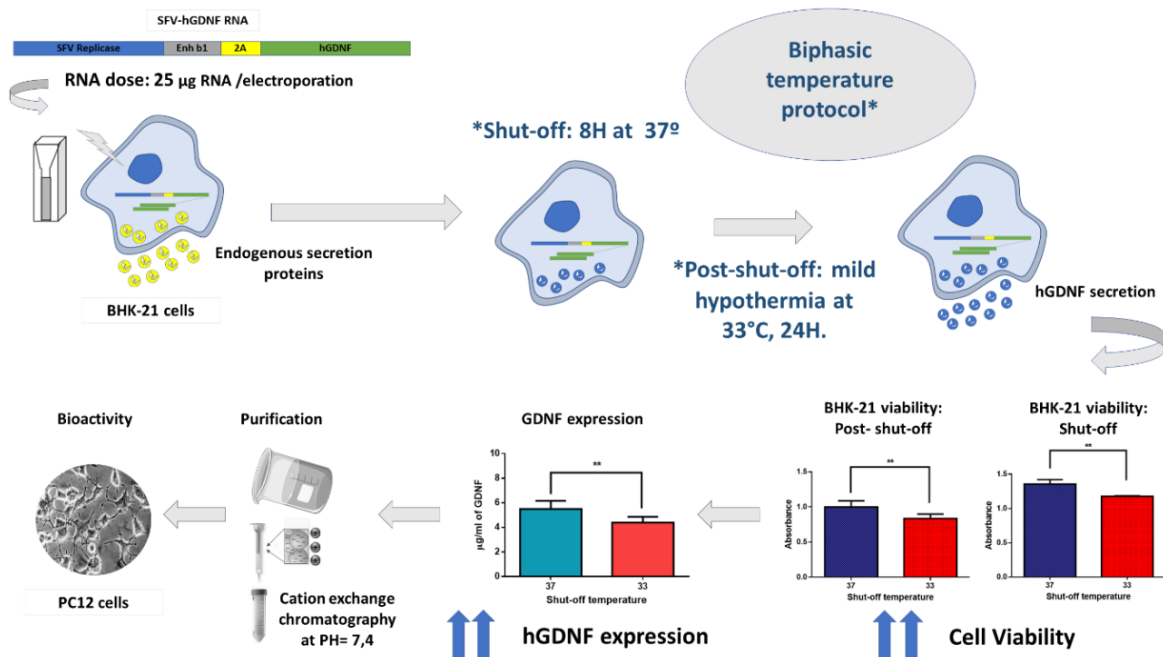 SFV-hGDNF RNA
SFV Replicase
Enh b1
2A
hGDNF
RNA dose: 25 µg RNA /electroporation
Endogenous secretion
proteins
BHK-21 cells
*Shut-off: 8H at 37º
Biphasic
temperature
protocol*
*Post-shut-off: mild
hypothermia at
33°C, 24H.
hGDNF secretion
Bioactivity
PC12 cells
Purification
Cation exchange
chromatography
at PH= 7,4
GDNF expression
µg/ml of GDNF
10
8
6
4
2
0
**
37
33
Shut-off temperature
hGDNF expression
BHK-21 viability:
Post- shut-off
Absorbance
1.5
1.0
0.5
0.0
**
37
33
Shut-off temperature
BHK-21 viability:
Shut-off
Absorbance
1.5
1.0
0.5
0.0
**
37
33
Shut-off temperature
Cell Viability